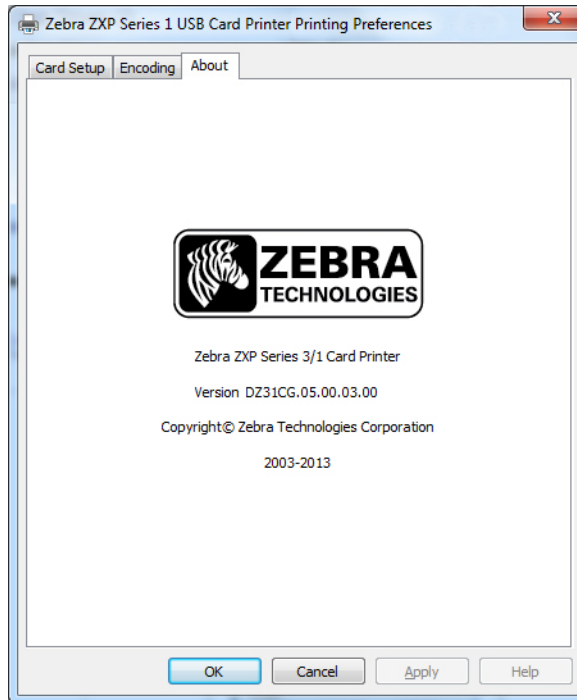 Zebra ZXP Series 1 USB Card Printer Printing Preferences
Card Setup Encoding About
ZEBRA
TECHNOLOGIES
Zebra ZXP Series 3/1 Card Printer
Version DZ31CG.05.00.03.00
Copyright© Zebra Technologies Corporation
2003-2013
OK Cancel Apply Help